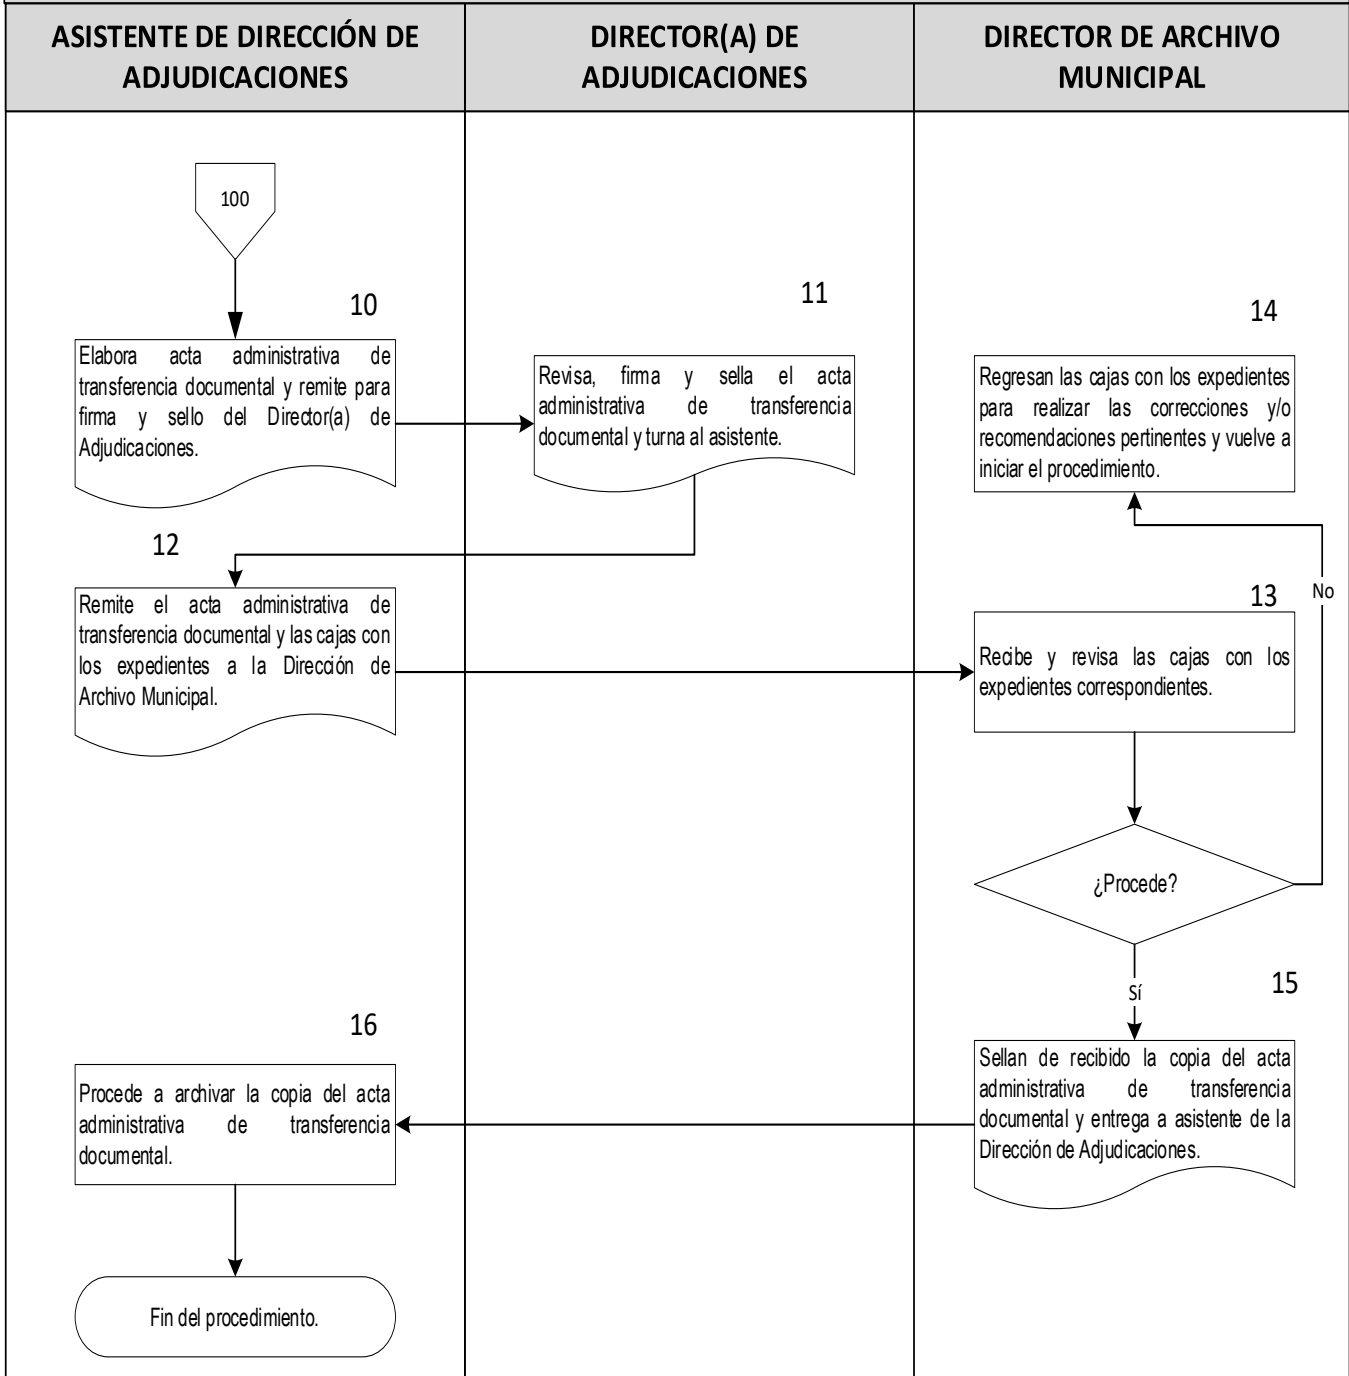 ASISTENTE DE DIRECCIÓN DE
ADJUDICACIONES
DIRECTOR(A) DE
ADJUDICACIONES
DIRECTOR DE ARCHIVO
MUNICIPAL
100
10
Elabora acta administrativa de
transferencia documental y remite para
firma y sello del Director(a) de
Adjudicaciones.
11
Revisa, firma y sella el acta
administrativa de transferencia
documental y turna al asistente.
14
Regresan las cajas con los expedientes
para realizar las correcciones y/o
recomendaciones pertinentes y vuelve a
iniciar el procedimiento.
12
Remite el acta administrativa de
transferencia documental y las cajas con
los expedientes a la Dirección de
Archivo Municipal.
13
No
Recibe y revisa las cajas con los
expedientes correspondientes.
¿Procede?
Sí
15
Sellan de recibido la copia del acta
administrativa de transferencia
documental y entrega a asistente de la
Dirección de Adjudicaciones.
16
Procede a archivar la copia del acta
administrativa de transferencia
documental.
Fin del procedimiento.